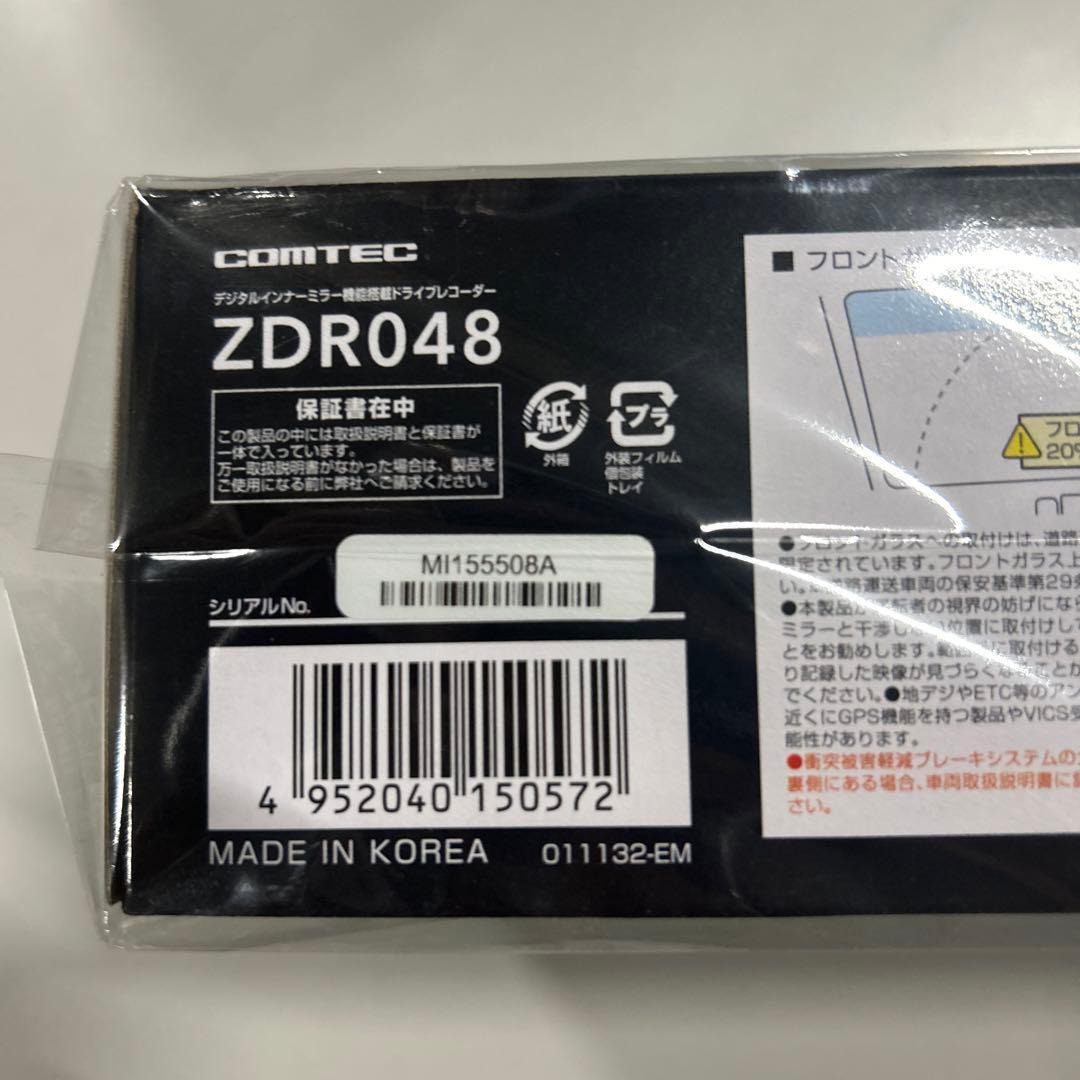 COMTEC
デジタルインナーミラー機能搭載ドライブレコーダー
ZDR048
保証書在中
この製品の中には取扱説明書と保証書が
一体で入っています。
万一取扱説明書がなかった場合は、製品を
ご使用になる前に弊社へご請求ください。
紙
外箱
プラ
外装フィルム
個包装
トレイ
MI155508A
シリアルNo.
4 952040 150572
MADE IN KOREA 011132-EM
■フロント
フロ
20%
●フロントガラスへの取付けは、道路
限定されています。フロントガラス上
い。 道路運送車両の保安基準第29条
●本製品が運転者の視界の妨げになら
ミラーと干渉しない位置に取付けして
とをお勧めします。範囲 に取付ける
り記録した映像が見づらくなることが
でください。●地デジやETC等のアン
近くにGPS機能を持つ製品やVICS受
能性があります。
●衝突被害軽減ブレーキシステムの
裏側にある場合、車両取扱説明書に
さい。